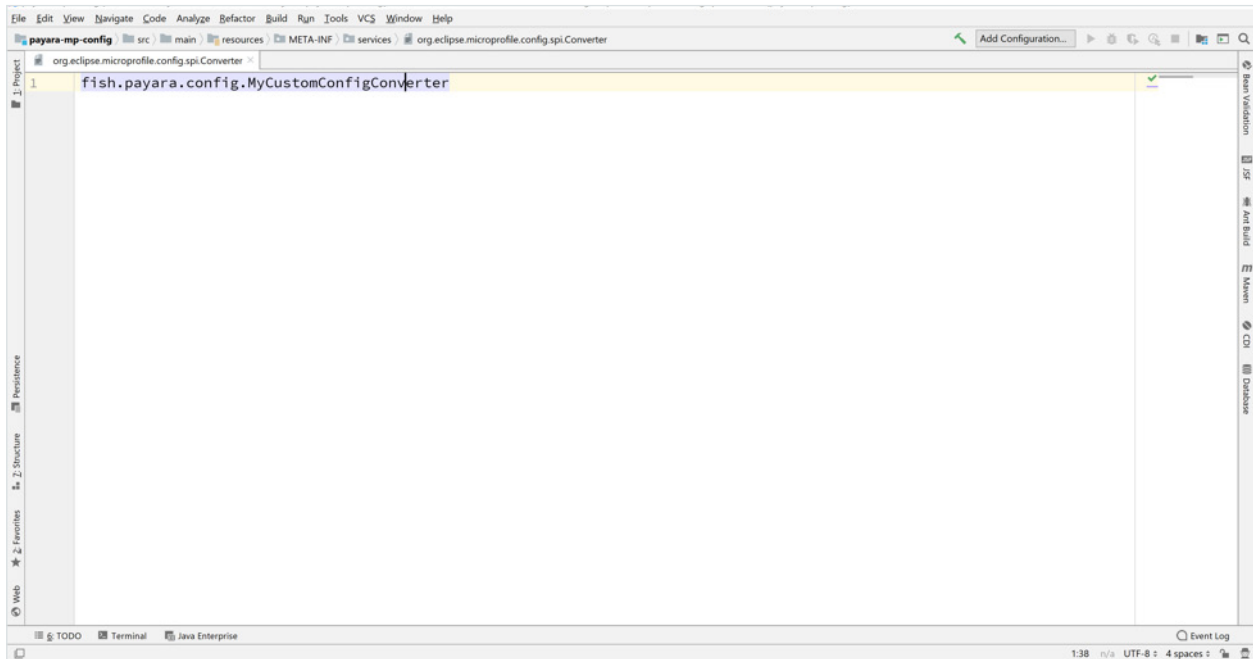 File Edit View Navigate Code Analyze Refactor Build Run Tools VCS Window Help
payara-mp-config src main resources META-INF services org.eclipse.microprofile.config.spi.Converter Add Configuration...
org.eclipse.microprofile.config.spi.Converter
1 fish.payara.config.MyCustomConfigConverter
1: Project
Persistence
7: Structure
2: Favorites
Web
Bean Validation
JSF
Ant Build
Maven
CDI
Database
6: TODO Terminal Java Enterprise Event Log
1:38 n/a UTF-8 4 spaces